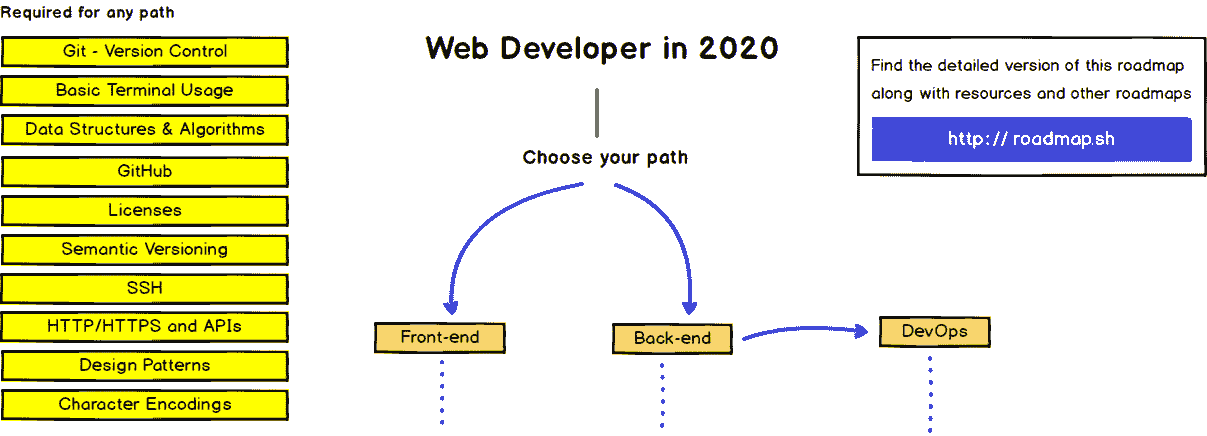 Required for any path
Git - Version Control
Basic Terminal Usage
Data Structures & Algorithms
GitHub
Licenses
Semantic Versioning
SSH
HTTP/HTTPS and APIs
Design Patterns
Character Encodings
Web Developer in 2020
Choose your path
Front-end
Back-end
DevOps
Find the detailed version of this roadmap
along with resources and other roadmaps
http:// roadmap.sh